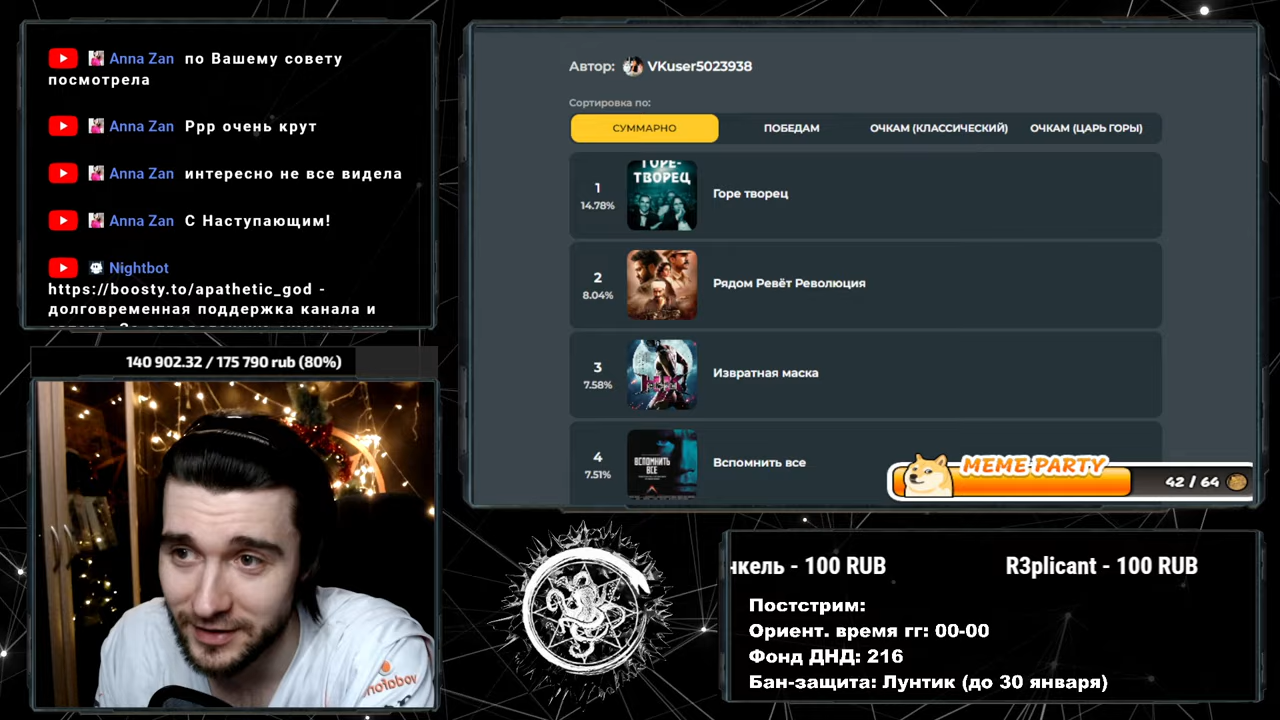 Anna Zan по Вашему совету
посмотрела
Anna Zan Ррр очень крут
Anna Zan интересно не все видела
Anna Zan С Наступающим!
Nightbot
https://boosty.to/apathetic_god -
долговременная поддержка канала и
140 902.32 / 175 790 rub (80%)
Автор: VKuser5023938
Сортировка по:
СУММАРНО ПОБЕДАМ ОЧКАМ (КЛАССИЧЕСКИЙ) ОЧКАМ (ЦАРЬ ГОРЫ)
1
14.78%
ГОРЕ-
ТВОРЕЦ
Горе творец
2
8.04%
Рядом Ревёт Революция
3
7.58%
Извратная маска
4
7.51%
ВСПОМНИТЬ
ВСЕ
Вспомнить все
MEME PARTY
42 / 64
нкель - 100 RUB R3plicant - 100 RUB
Постстрим:
Ориент. время гг: 00-00
Фонд ДНД: 216
Бан-защита: Лунтик (до 30 января)
vodafon